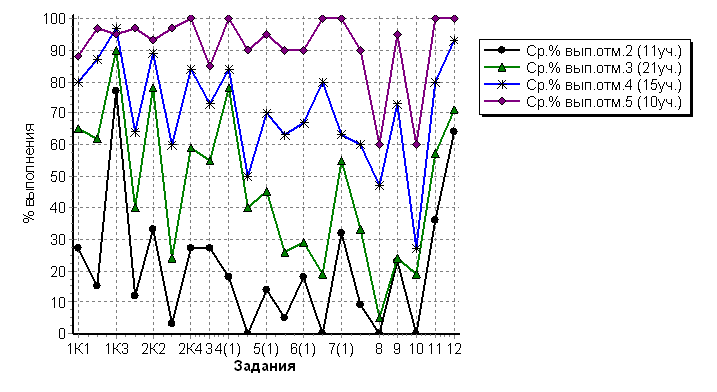 100
90
80
70
60
50
40
30
20
10
0
% выполнения
1К1 1К3 2К2 2К4 3 4(1) 5(1) 6(1) 7(1) 8 9 10 11 12
Задания
Ср.% вып.отм.2 (11уч.)
Ср.% вып.отм.3 (21уч.)
Ср.% вып.отм.4 (15уч.)
Ср.% вып.отм.5 (10уч.)